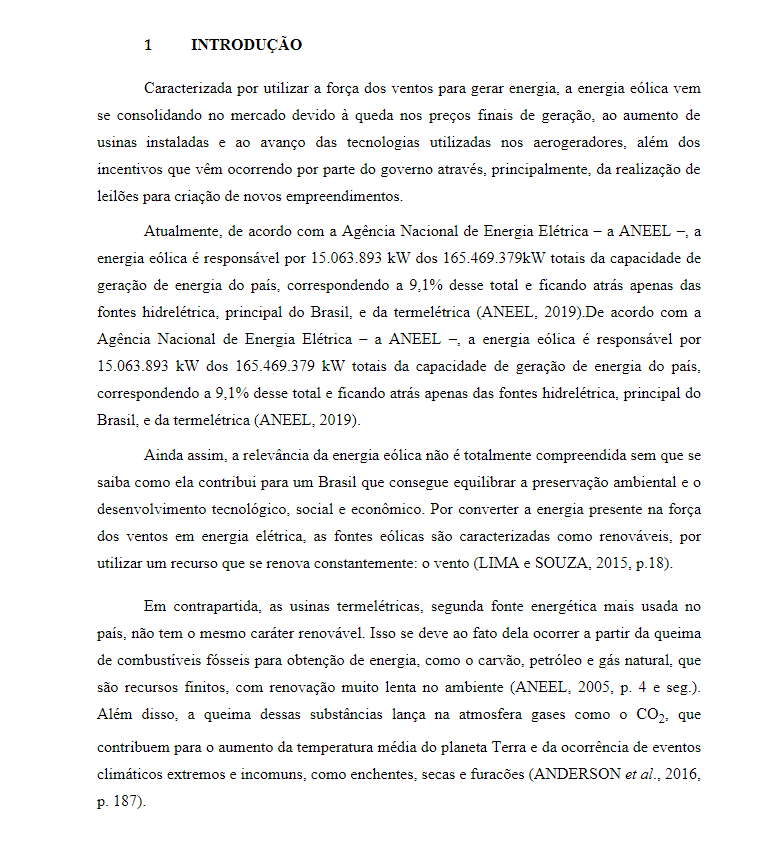 1 INTRODUÇÃO
Caracterizada por utilizar a força dos ventos para gerar energia, a energia eólica vem
se consolidando no mercado devido à queda nos preços finais de geração, ao aumento de
usinas instaladas e ao avanço das tecnologias utilizadas nos aerogeradores, além dos
incentivos que vêm ocorrendo por parte do governo através, principalmente, da realização de
leilões para criação de novos empreendimentos.
Atualmente, de acordo com a Agência Nacional de Energia Elétrica – a ANEEL –, a
energia eólica é responsável por 15.063.893 kW dos 165.469.379kW totais da capacidade de
geração de energia do país, correspondendo a 9,1% desse total e ficando atrás apenas das
fontes hidrelétrica, principal do Brasil, e da termelétrica (ANEEL, 2019).De acordo com a
Agência Nacional de Energia Elétrica – a ANEEL –, a energia eólica é responsável por
15.063.893 kW dos 165.469.379 kW totais da capacidade de geração de energia do país,
correspondendo a 9,1% desse total e ficando atrás apenas das fontes hidrelétrica, principal do
Brasil, e da termelétrica (ANEEL, 2019).
Ainda assim, a relevância da energia eólica não é totalmente compreendida sem que se
saiba como ela contribui para um Brasil que consegue equilibrar a preservação ambiental e o
desenvolvimento tecnológico, social e econômico. Por converter a energia presente na força
dos ventos em energia elétrica, as fontes eólicas são caracterizadas como renováveis, por
utilizar um recurso que se renova constantemente: o vento (LIMA e SOUZA, 2015, p.18).
Em contrapartida, as usinas termelétricas, segunda fonte energética mais usada no
país, não tem o mesmo caráter renovável. Isso se deve ao fato dela ocorrer a partir da queima
de combustíveis fósseis para obtenção de energia, como o carvão, petróleo e gás natural, que
são recursos finitos, com renovação muito lenta no ambiente (ANEEL, 2005, p. 4 e seg.).
Além disso, a queima dessas substâncias lança na atmosfera gases como o CO₂, que
contribuem para o aumento da temperatura média do planeta Terra e da ocorrência de eventos
climáticos extremos e incomuns, como enchentes, secas e furacões (ANDERSON et al., 2016,
p. 187).